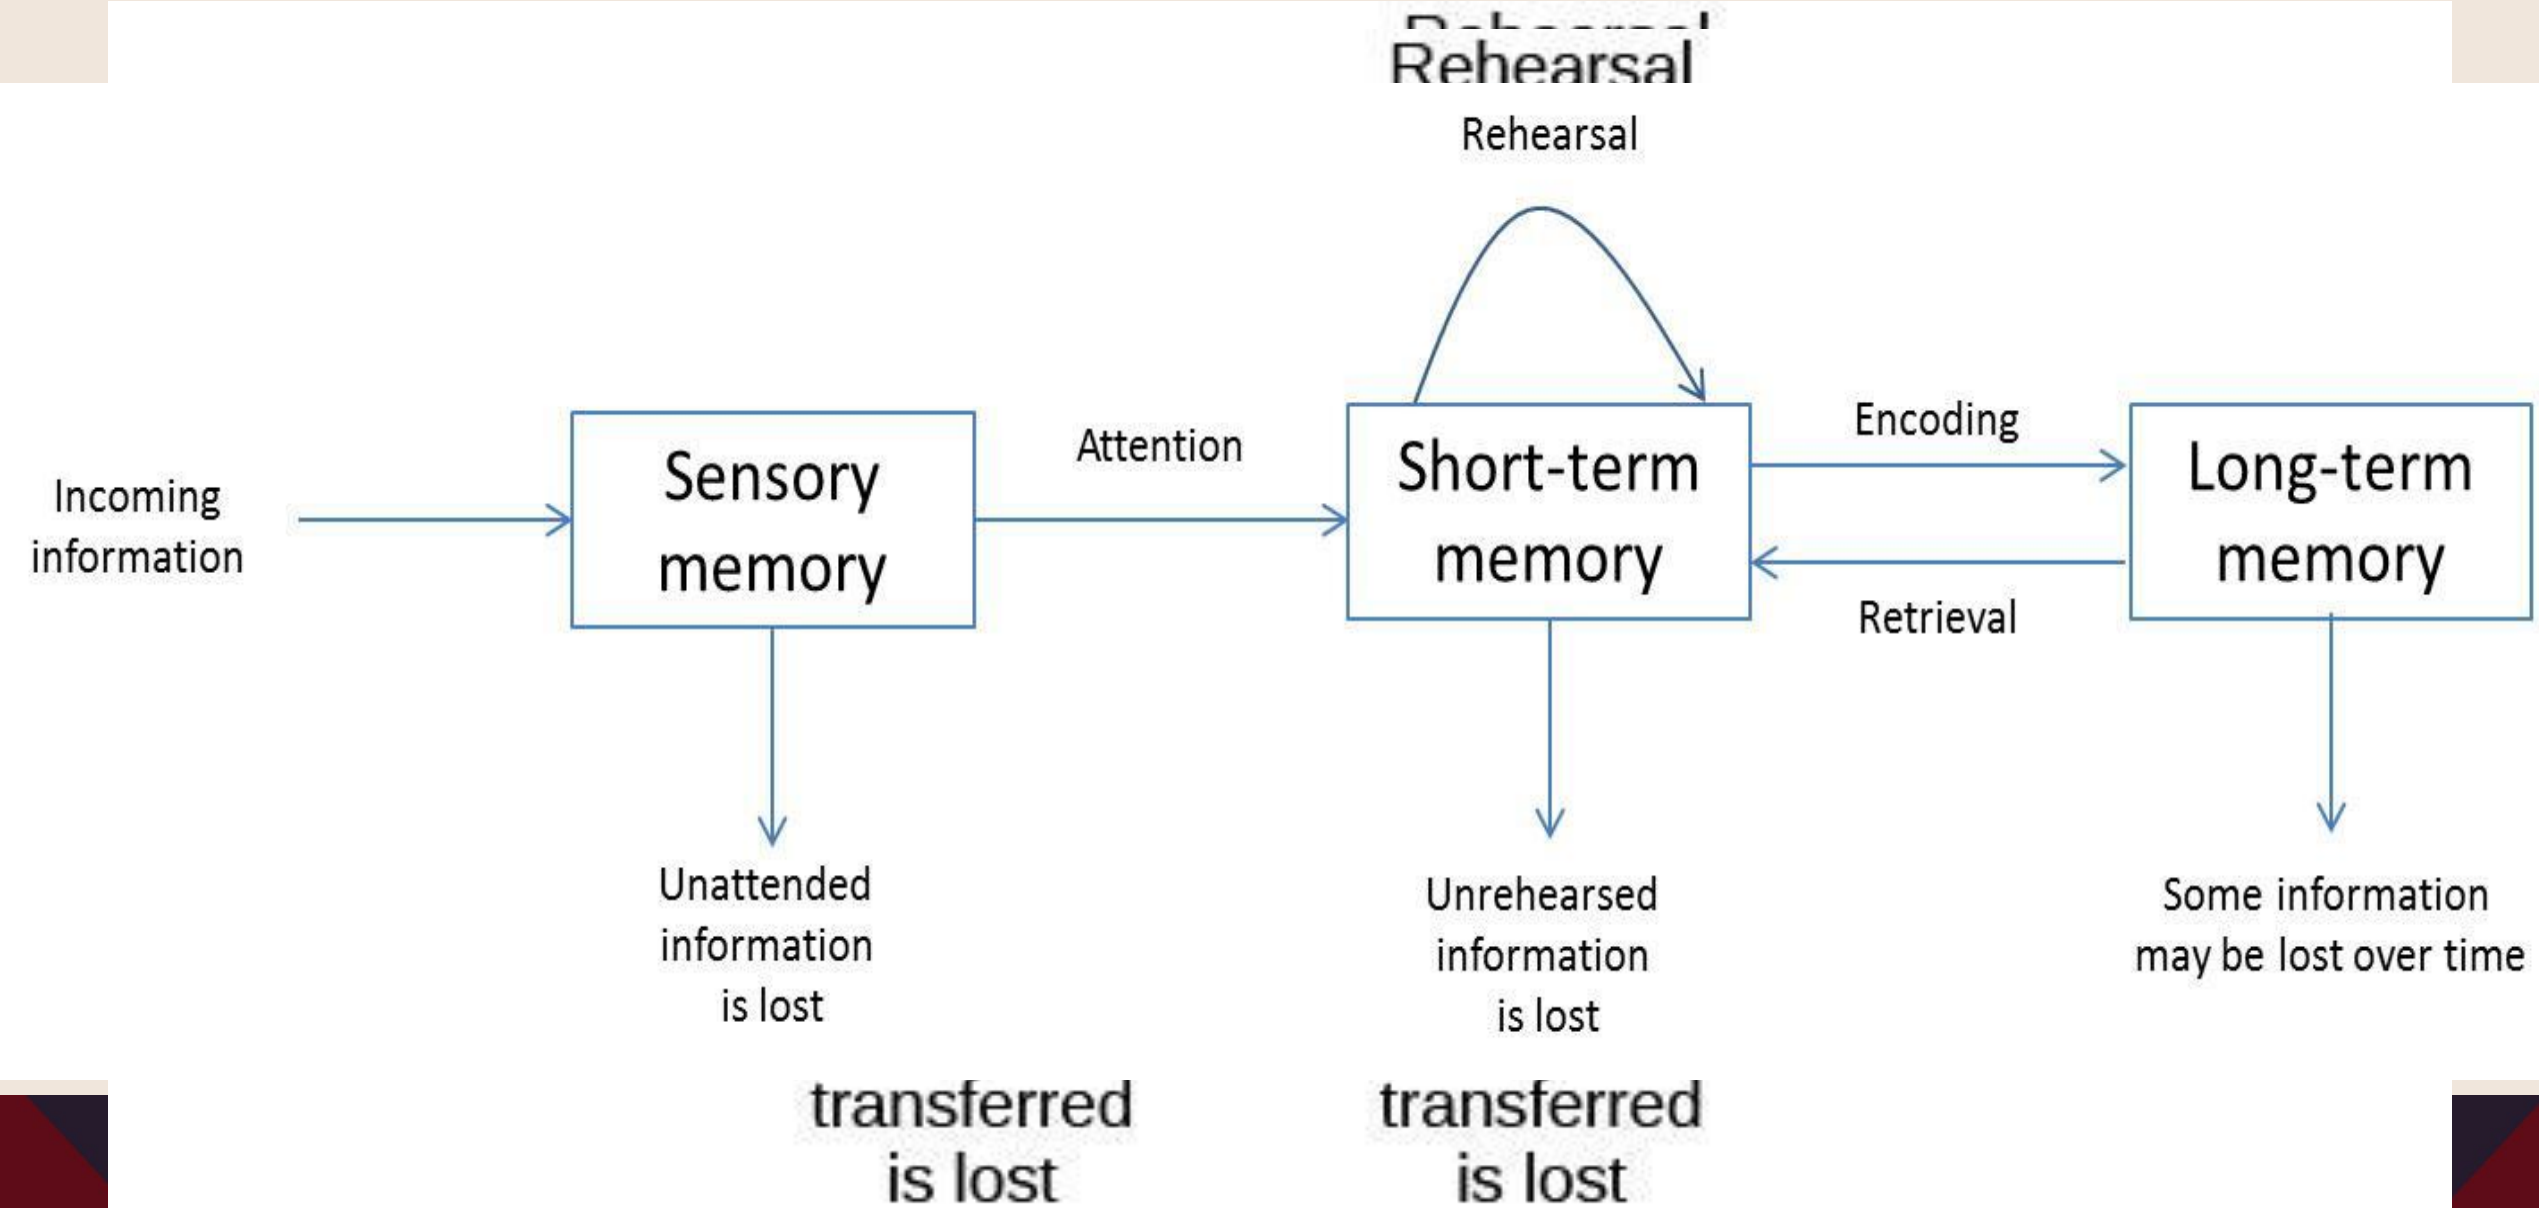 Rehearsal
Rehearsal
Rehearsal
Incoming
information
Sensory
memory
Attention
Short-term
memory
Encoding
Retrieval
Long-term
memory
Unattended
information
is lost
Unrehearsed
information
is lost
Some information
may be lost over time
transferred
is lost
transferred
is lost